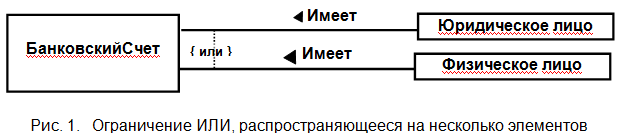 Имеет
Юридическое лицо
БанковскийСчет
{ или }
Имеет
Физическое лицо
Рис. 1. Ограничение ИЛИ, распространяющееся на несколько элементов